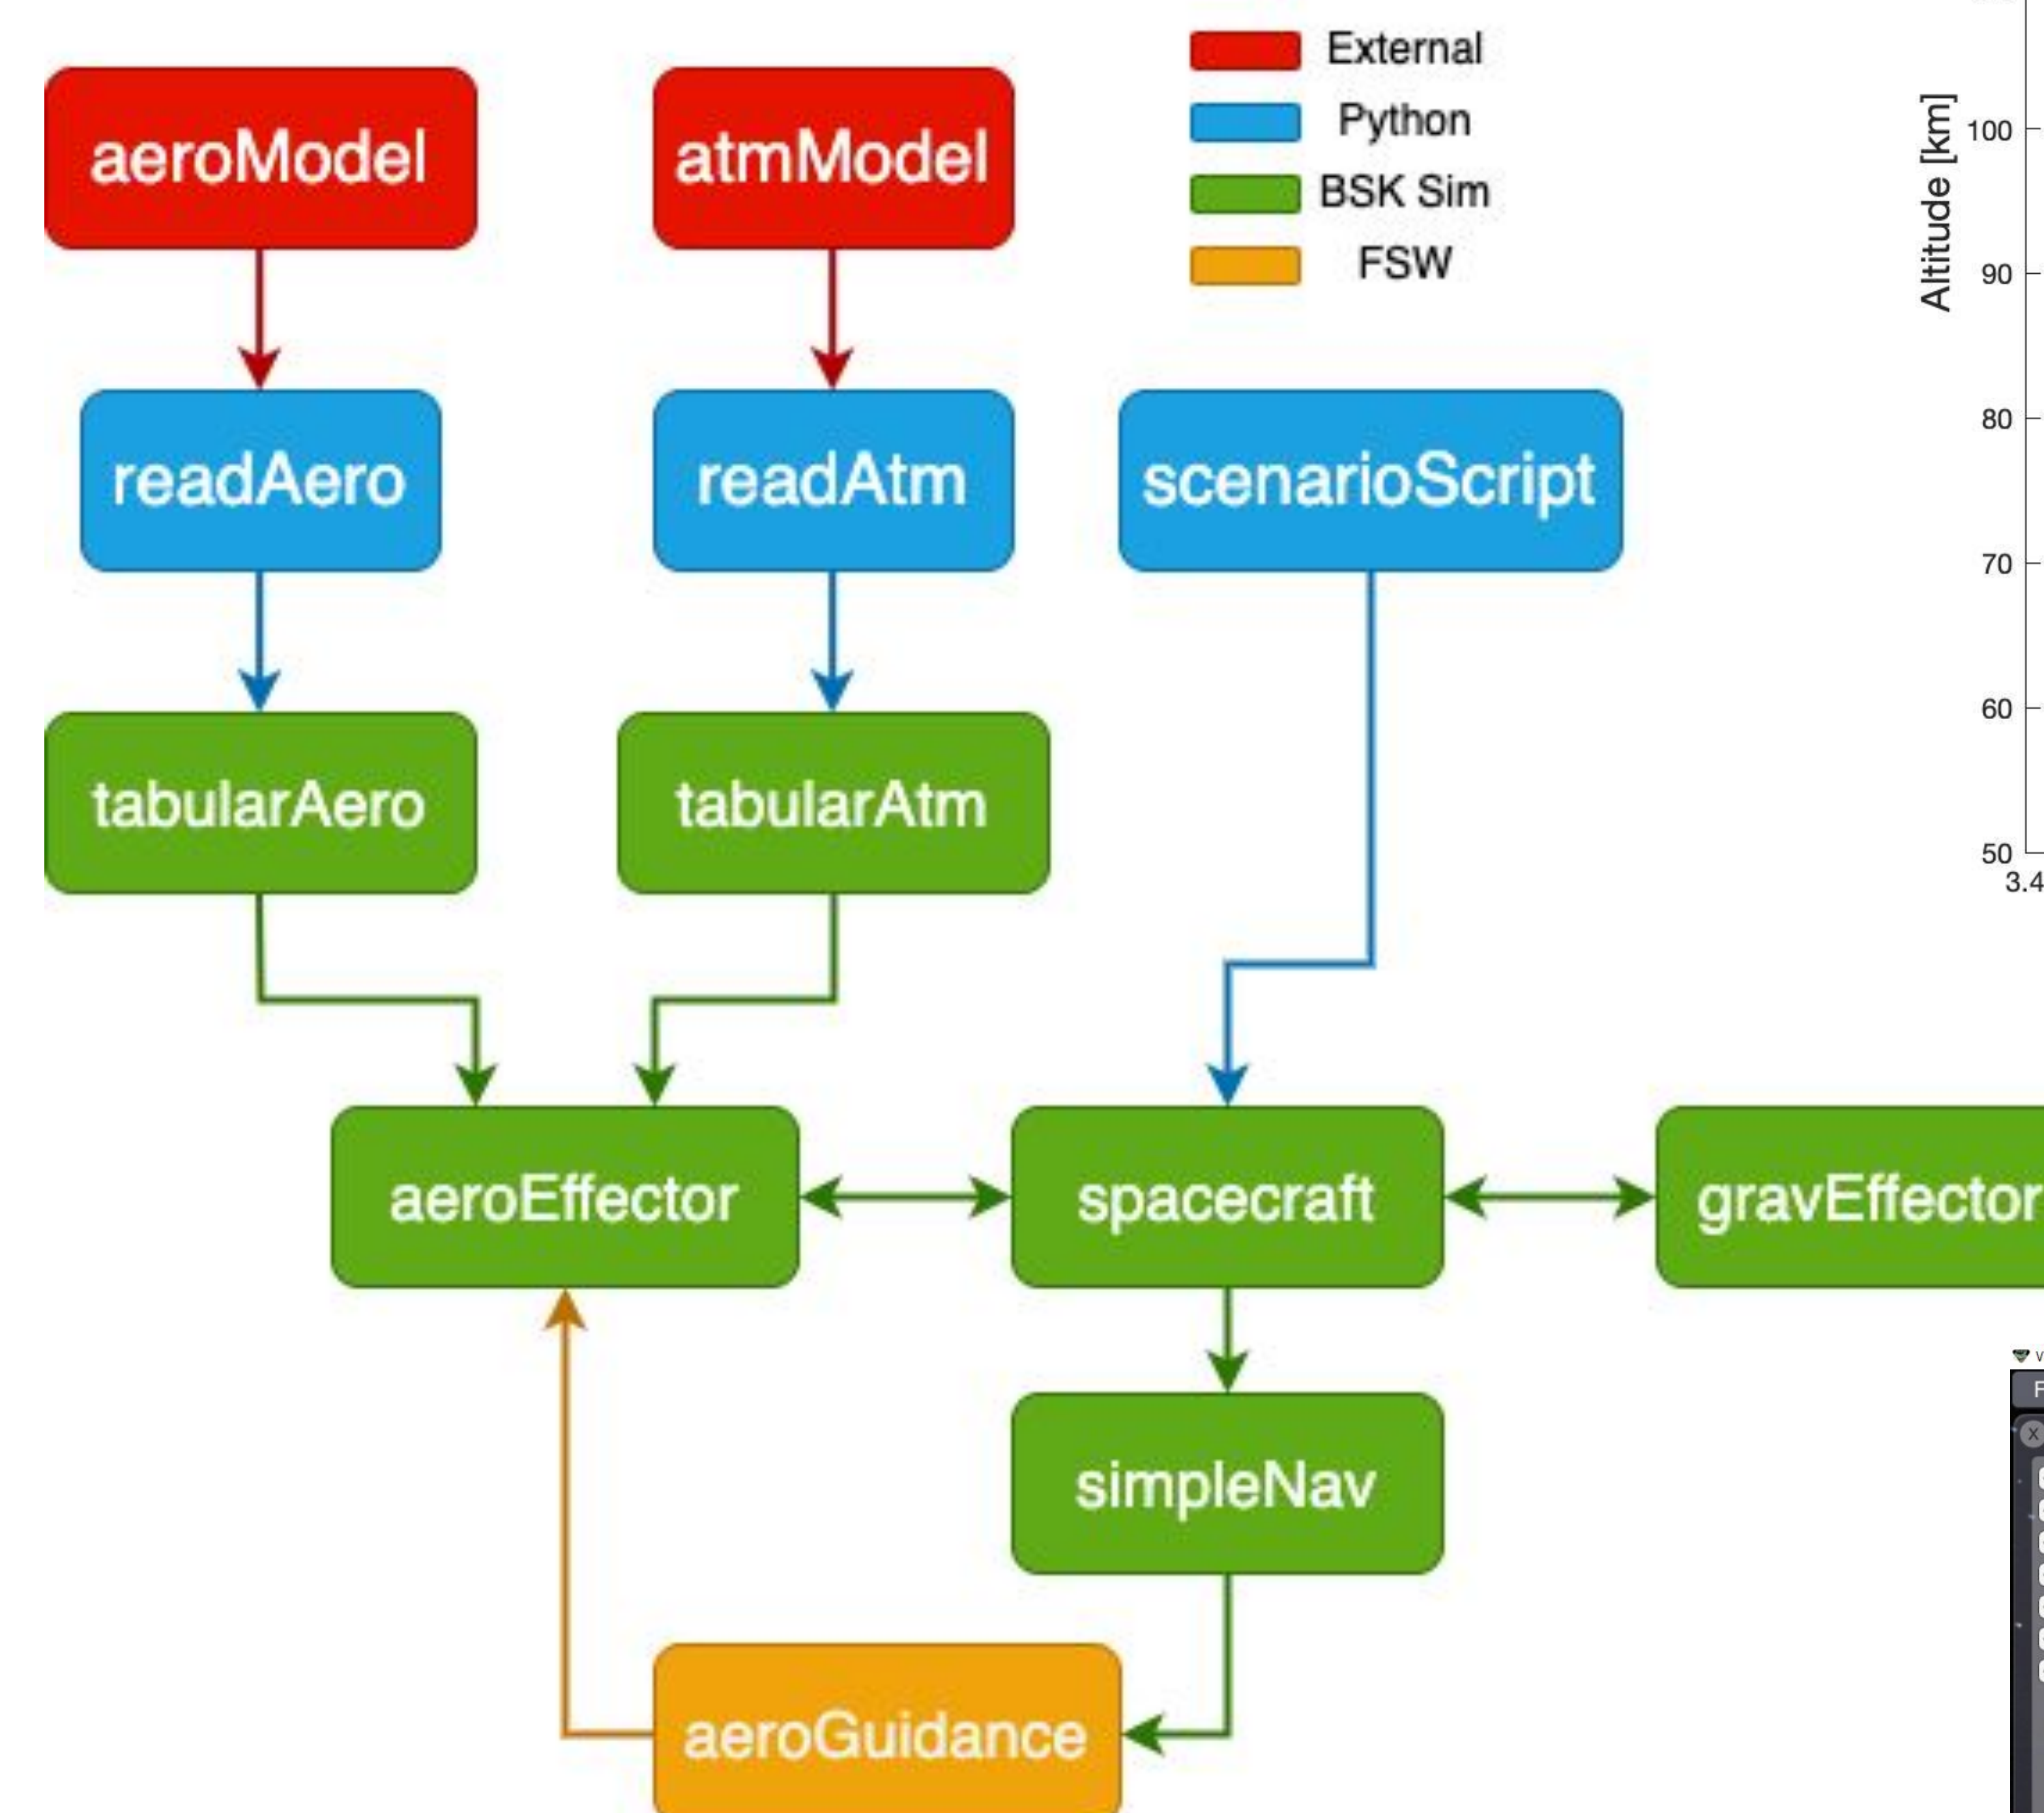 External
Python
BSK Sim
FSW
aeroModel
atmModel
readAero
readAtm
scenarioScript
tabularAero
tabularAtm
aeroEffector
spacecraft
gravEffector
simpleNav
aeroGuidance
Altitude [km]
100
90
80
70
60
50
3.4